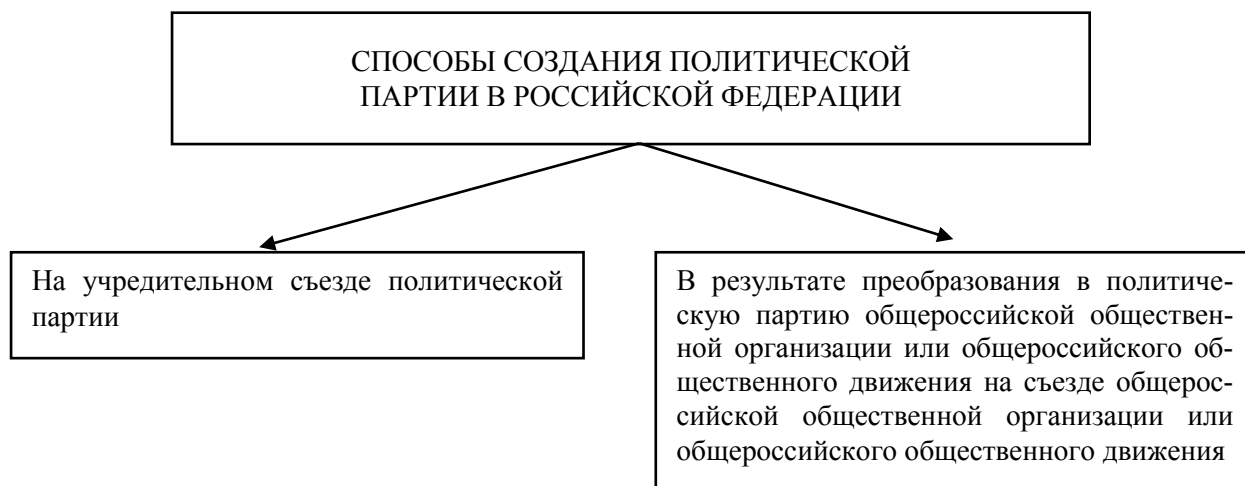 СПОСОБЫ СОЗДАНИЯ ПОЛИТИЧЕСКОЙ
ПАРТИИ В РОССИЙСКОЙ ФЕДЕРАЦИИ
На учредительном съезде политической
партии
В результате преобразования в политиче-
скую партию общероссийской обществен-
ной организации или общероссийского об-
щественного движения на съезде общерос-
сийской общественной организации или
общероссийского общественного движения